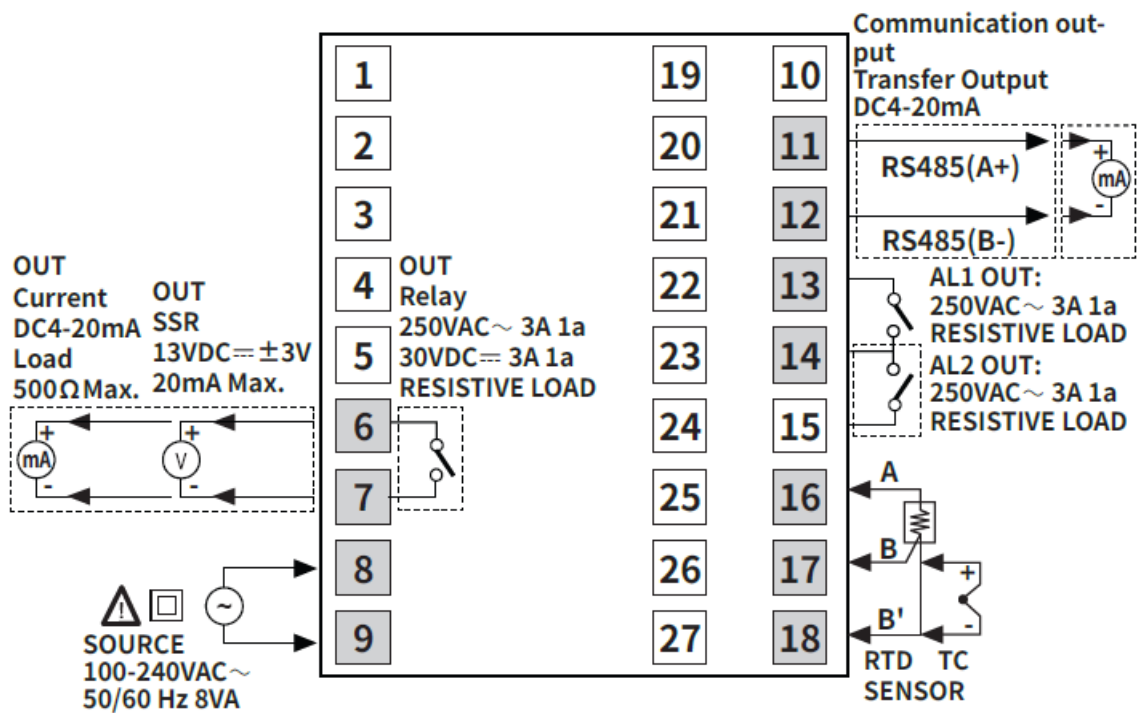 Communication out-
put
Transfer Output
DC4-20mA
1
19
10
2
20
11
RS485(A+)
+
mA
-
3
21
12
RS485(B-)
OUT
Current
DC4-20mA
Load
500ΩMax.
OUT
SSR
13VDC⎓±3V
20mA Max.
4
OUT
Relay
250VAC～ 3A 1a
30VDC⎓ 3A 1a
RESISTIVE LOAD
22
13
AL1 OUT:
250VAC～ 3A 1a
RESISTIVE LOAD
5
23
14
AL2 OUT:
250VAC～ 3A 1a
RESISTIVE LOAD
+
mA
-
+
V
-
6
24
15
7
25
16
A
8
26
17
B
+
-
~
!
SOURCE
100-240VAC～
50/60 Hz 8VA
9
27
18
B'
RTD TC
SENSOR